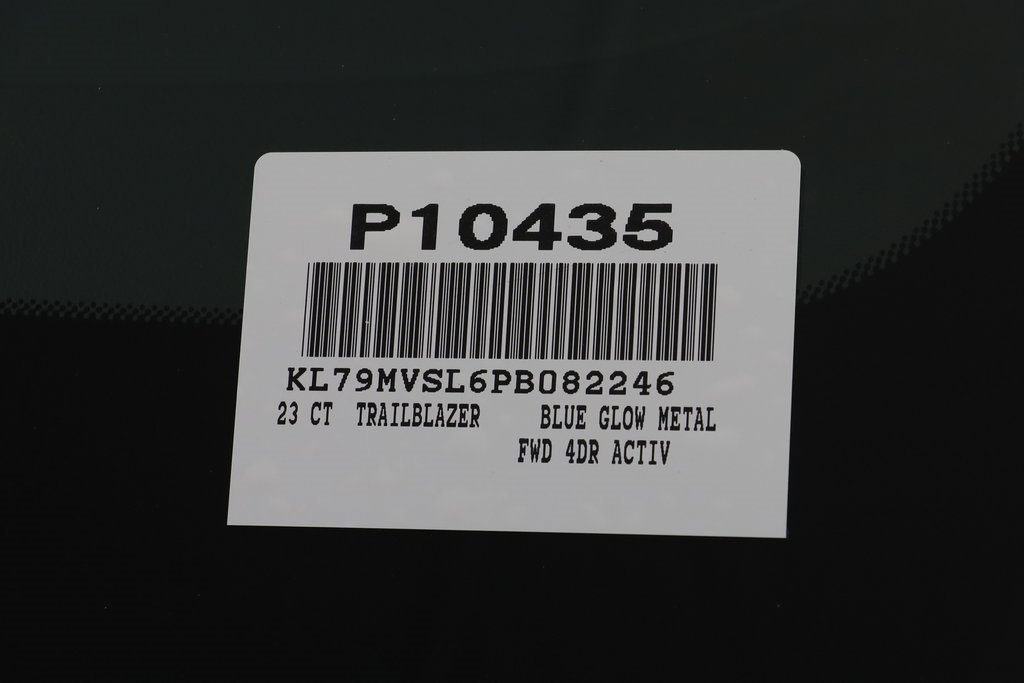 P10435
KL79MVSL6PB082246
23 CT TRAILBLAZER BLUE GLOW METAL
FWD 4DR ACTIV